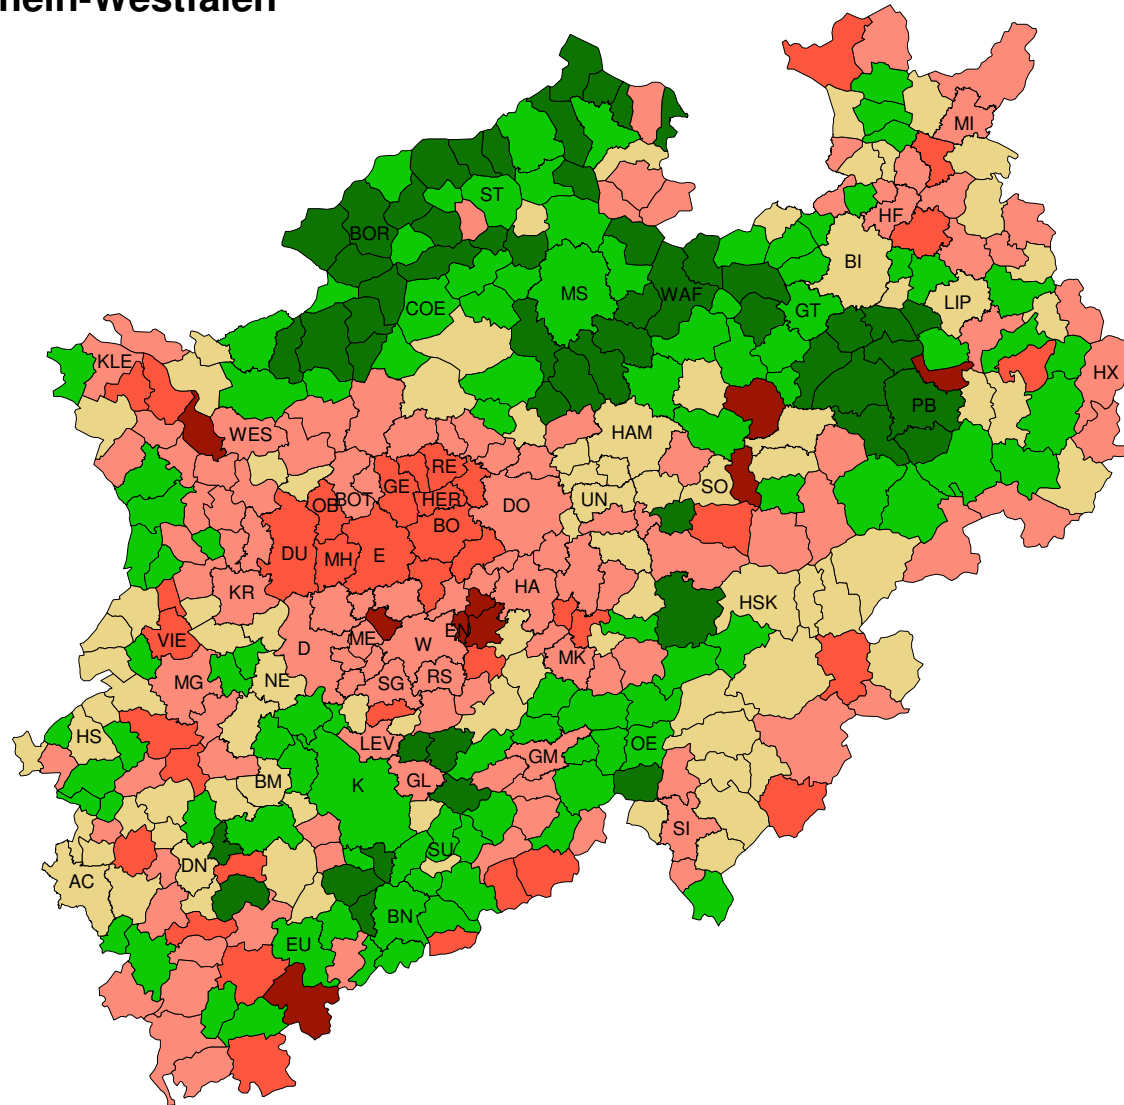 hein-Westfalen
MI
ST
HF
BOR
BI
MS
WAF
COE
LIP
GT
KLE
HX
PB
WES
HAM
RE
GE
SO
BOT
HER
OB
UN
DO
BO
DU
MH
E
HA
KR
HSK
EN
VIE
ME
W
D
MK
RS
NE
MG
SG
HS
LEV
OE
GM
BM
GL
K
SI
SU
DN
AC
BN
EU